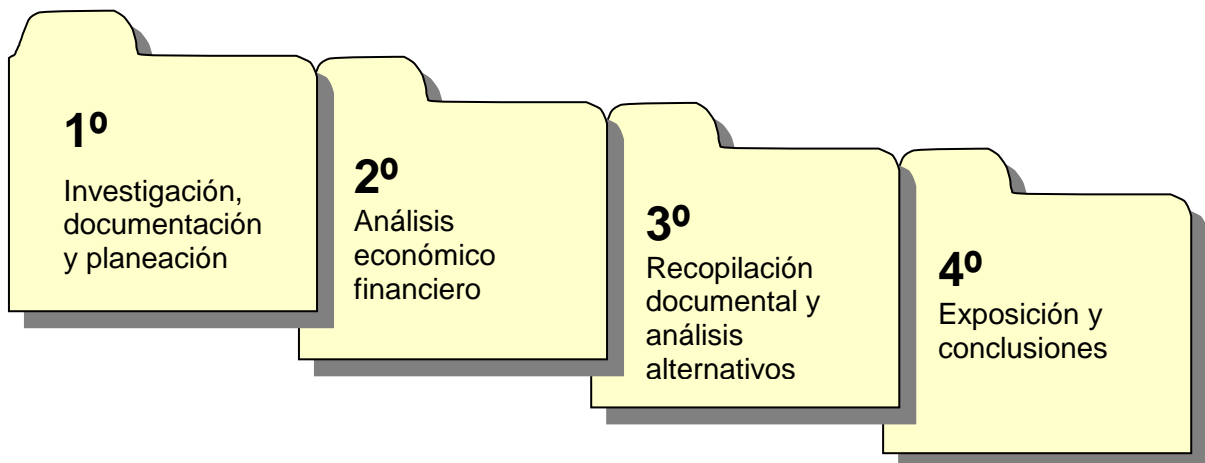 1º
Investigación,
documentación
y planeación
2º
Análisis
económico
financiero
3º
Recopilación
documental y
análisis
alternativos
4º
Exposición y
conclusiones